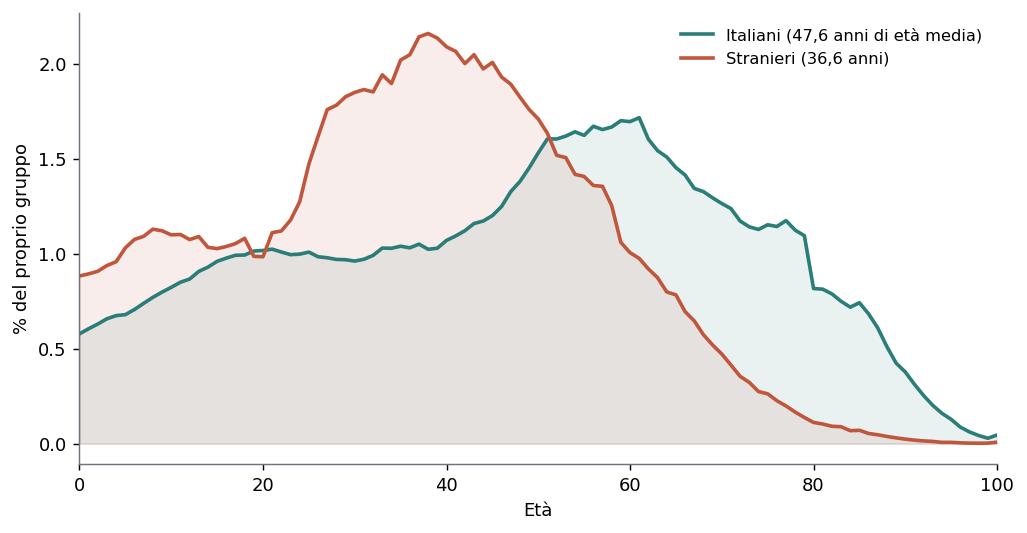 Italiani (47,6 anni di età media)
Stranieri (36,6 anni)
% del proprio gruppo
2.0
1.5
1.0
0.5
0.0
0 20 40 60 80 100
Età